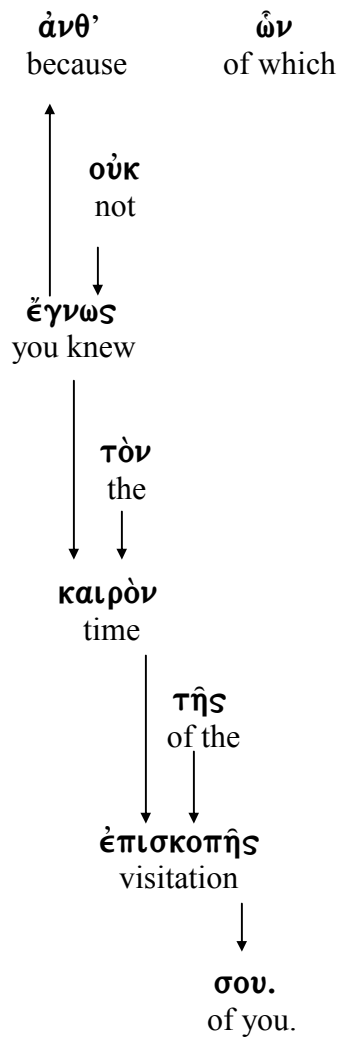 ἀνθ’ ὧν
because of which
οὐκ
not
ἔγνως
you knew
τὸν
the
καιρὸν
time
τῆς
of the
ἐπισκοπῆς
visitation
σου.
of you.